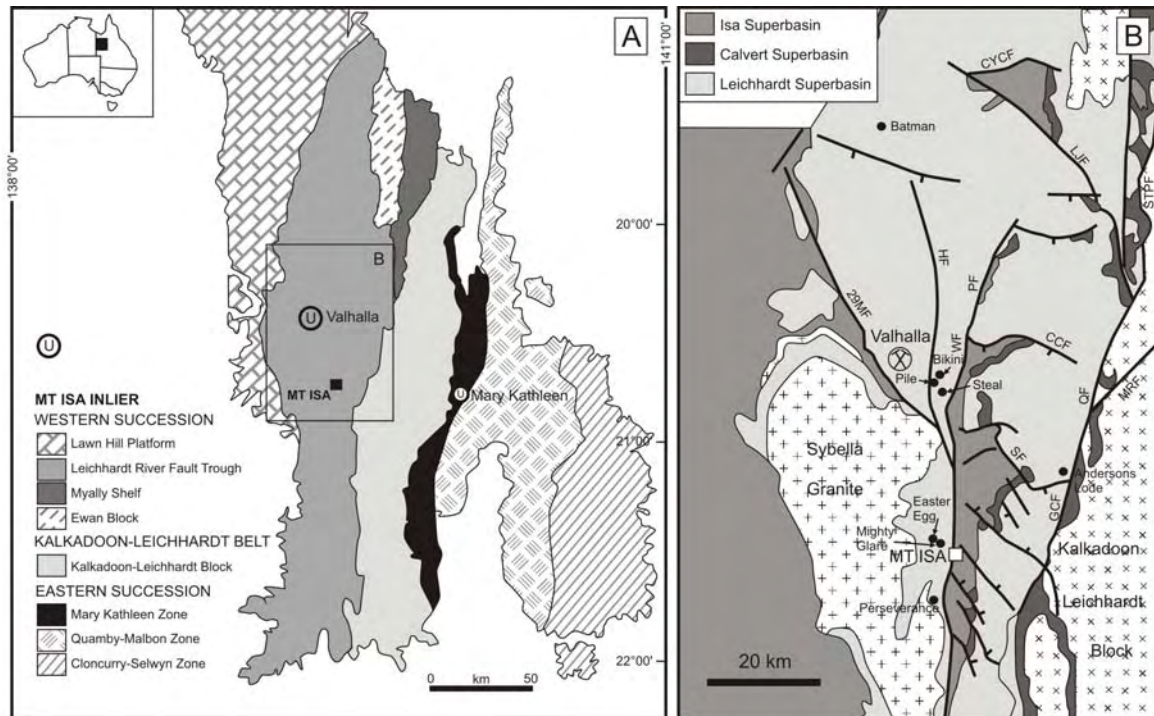 A
138°00'
141°00'
20°00'
21°00'
22°00'
B
U
Valhalla
MT ISA
U
Mary Kathleen
U
MT ISA INLIER
WESTERN SUCCESSION
Lawn Hill Platform
Leichhardt River Fault Trough
Myally Shelf
Ewan Block
KALKADOON-LEICHHARDT BELT
Kalkadoon-Leichhardt Block
EASTERN SUCCESSION
Mary Kathleen Zone
Quamby-Malbon Zone
Cloncurry-Selwyn Zone
0 km 50
B
Isa Superbasin
Calvert Superbasin
Leichhardt Superbasin
CYCF
Batman
LJF
STPF
HF
PF
29MF
Valhalla
WF
CCF
Bikini
Pile
Steal
QF
MRF
Sybella
Granite
SF
Andersons
Lode
Easter
Egg
GCF
Mighty
Glare
MT ISA
Kalkadoon
Perseverance
Leichhardt
Block
20 km